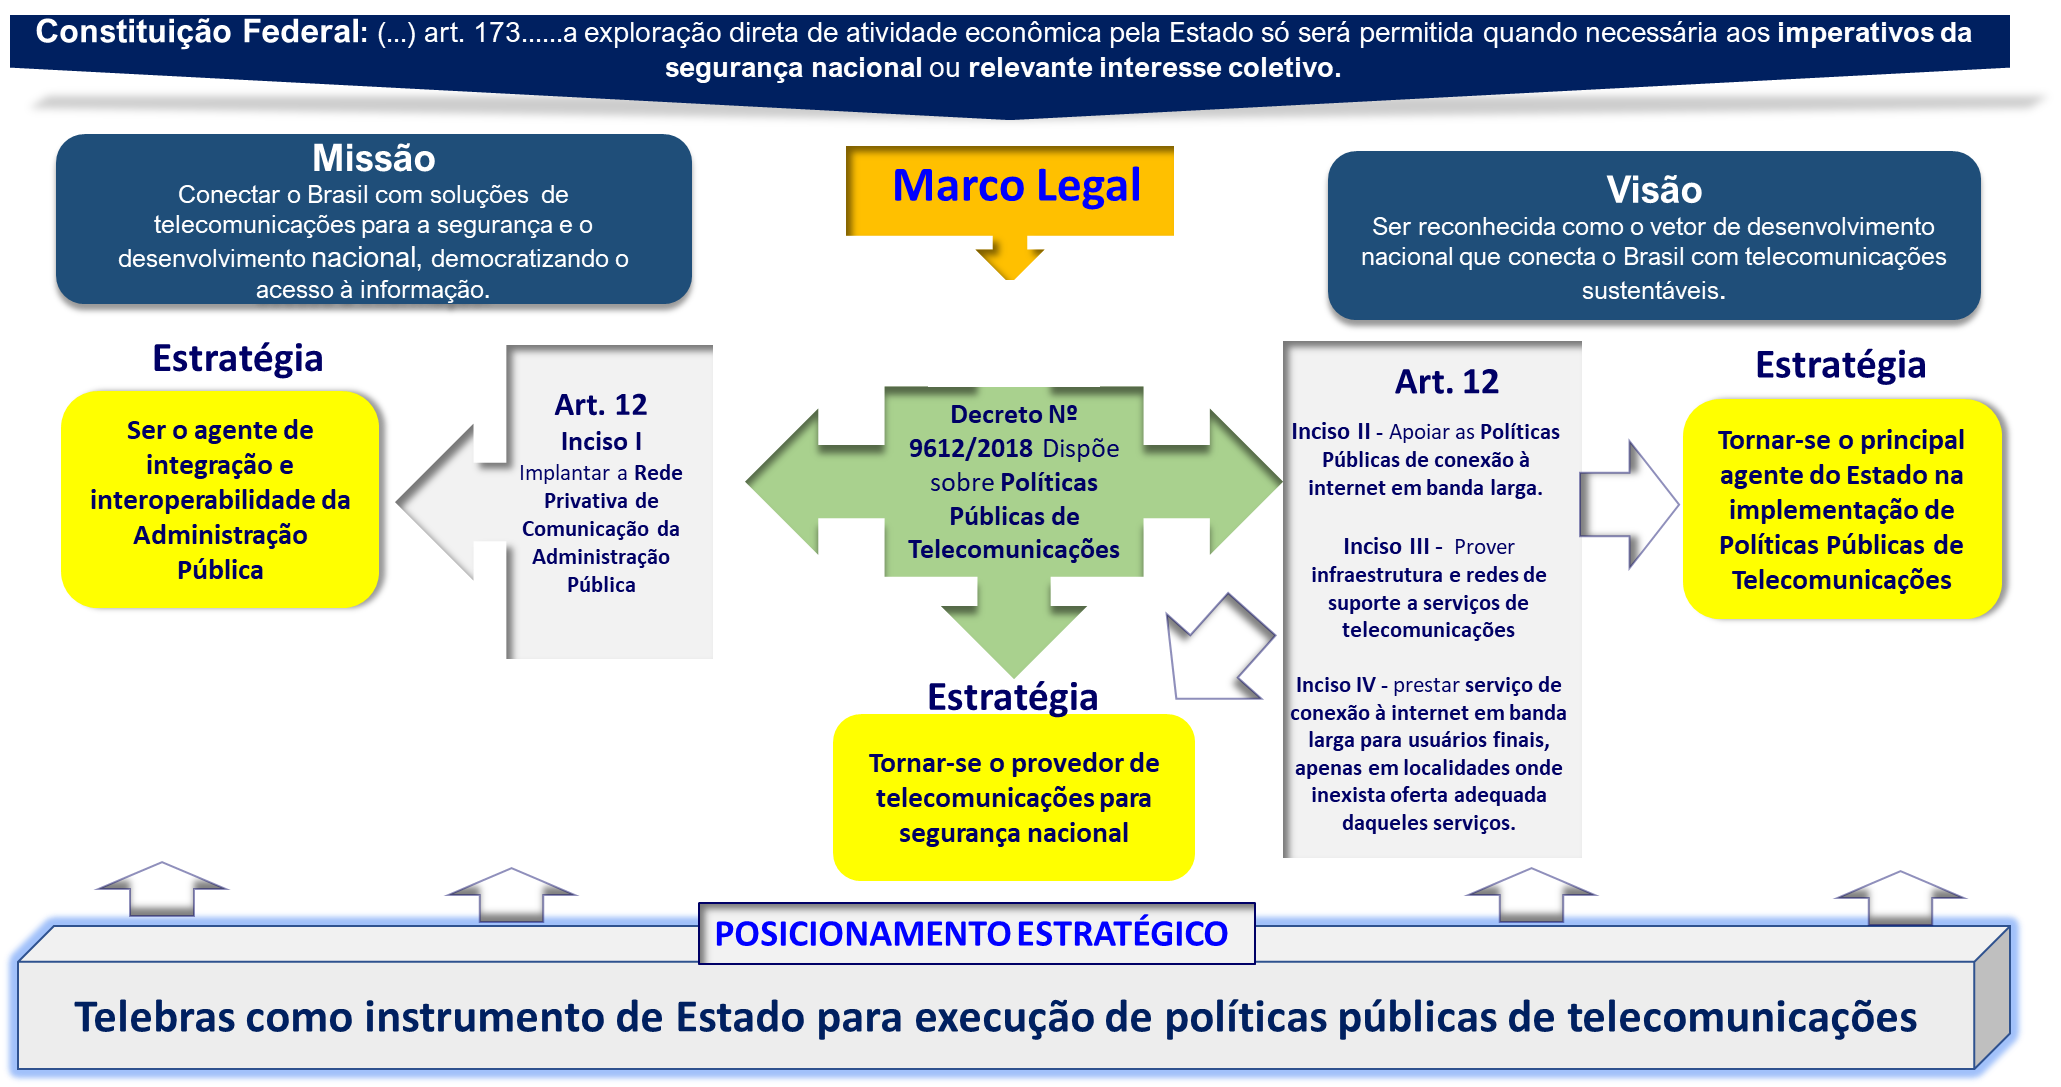 Constituição Federal: (...) art. 173......a exploração direta de atividade econômica pela Estado só será permitida quando necessária aos imperativos da
segurança nacional ou relevante interesse coletivo.
Missão
Conectar o Brasil com soluções de
telecomunicações para a segurança e o
desenvolvimento nacional, democratizando o
acesso à informação.
Marco Legal
Visão
Ser reconhecida como o vetor de desenvolvimento
nacional que conecta o Brasil com telecomunicações
sustentáveis.
Estratégia
Ser o agente de
integração e
interoperabilidade da
Administração
Pública
Art. 12
Inciso I
Implantar a Rede
Privativa de
Comunicação da
Administração
Pública
Decreto Nº
9612/2018 Dispõe
sobre Políticas
Públicas de
Telecomunicações
Art. 12
Inciso II - Apoiar as Políticas
Públicas de conexão à
internet em banda larga.
Inciso III - Prover
infraestrutura e redes de
suporte a serviços de
telecomunicações
Inciso IV - prestar serviço de
conexão à internet em banda
larga para usuários finais,
apenas em localidades onde
inexista oferta adequada
daqueles serviços.
Estratégia
Tornar-se o principal
agente do Estado na
implementação de
Políticas Públicas de
Telecomunicações
Estratégia
Tornar-se o provedor de
telecomunicações para
segurança nacional
POSICIONAMENTO ESTRATÉGICO
Telebras como instrumento de Estado para execução de políticas públicas de telecomunicações